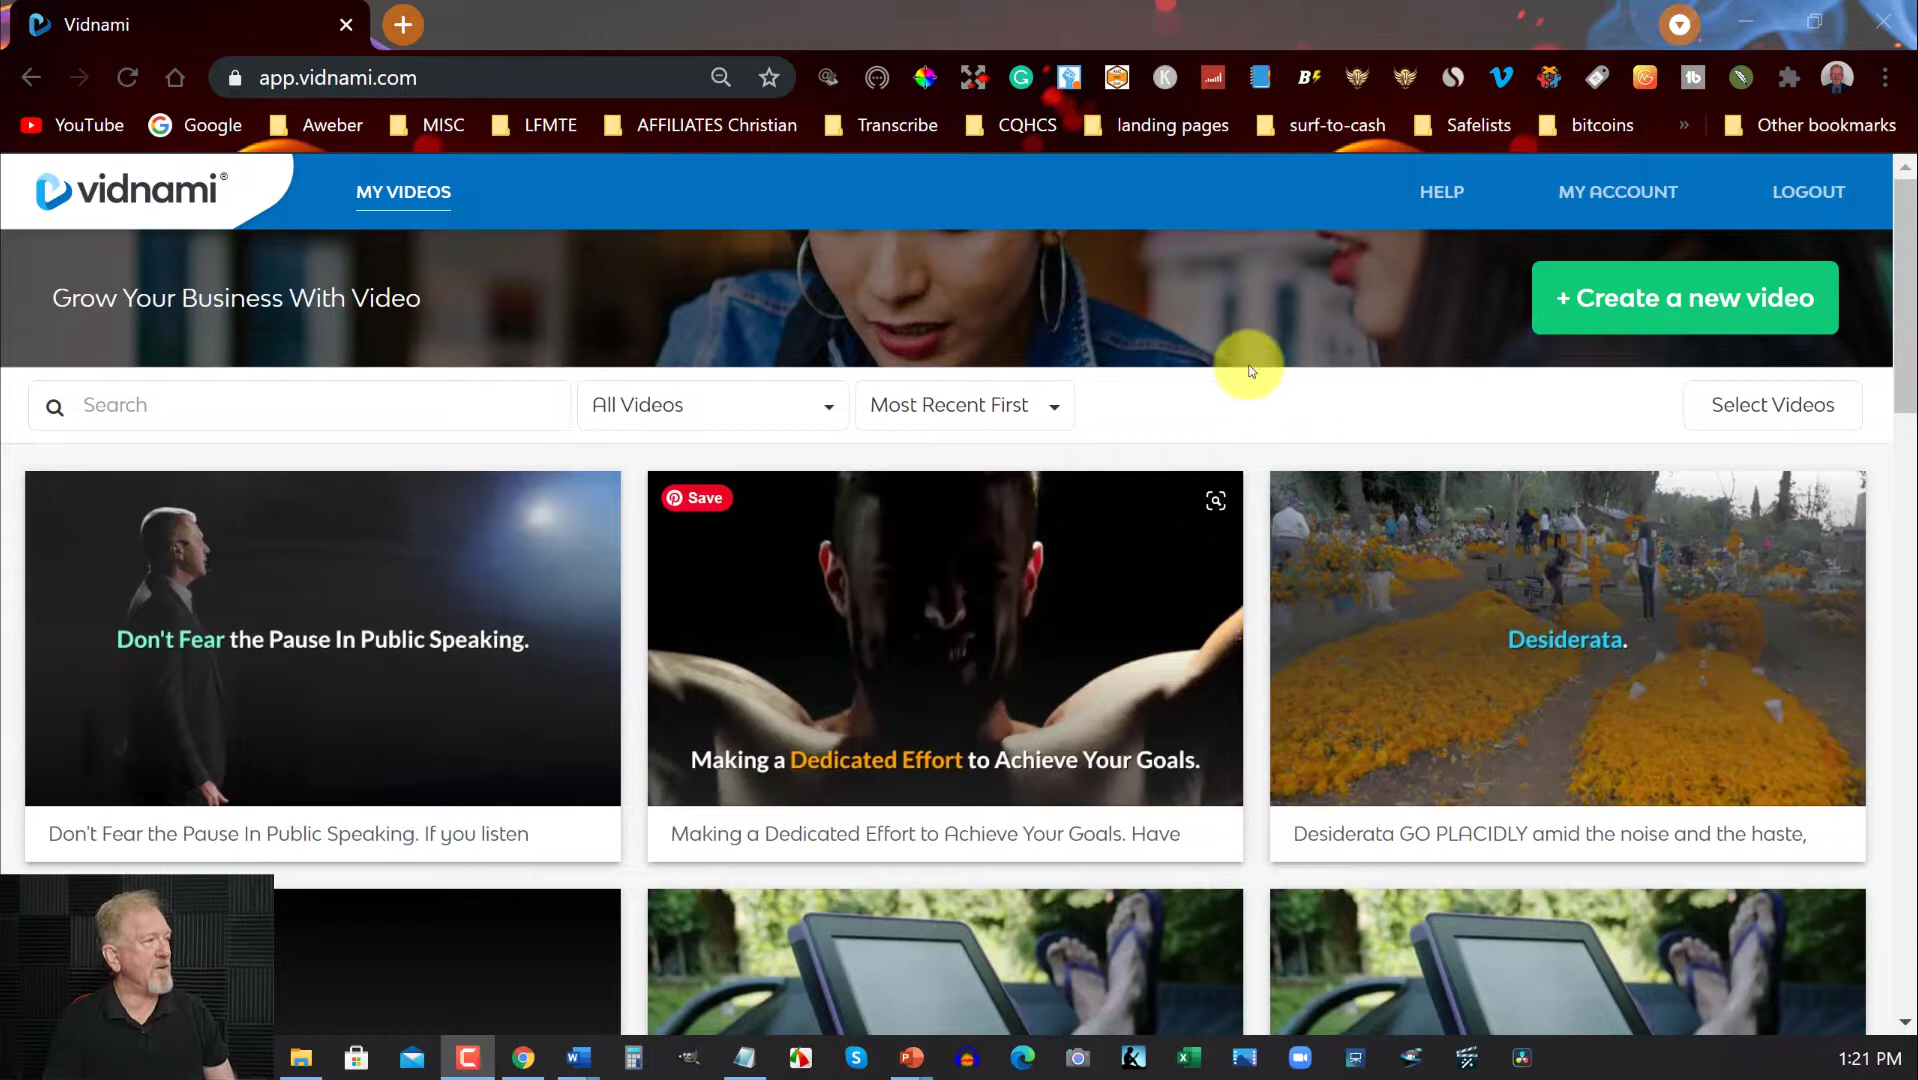 Vidnami
app.vidnami.com
YouTube Google Aweber MISC LFMTE AFFILIATES Christian Transcribe CQHCS landing pages surf-to-cash Safelists bitcoins » Other bookmarks
vidnami® MY VIDEOS HELP MY ACCOUNT LOGOUT
Grow Your Business With Video + Create a new video
Search All Videos Most Recent First Select Videos
Save
Don't Fear the Pause In Public Speaking.
Making a Dedicated Effort to Achieve Your Goals.
Desiderata.
Don't Fear the Pause In Public Speaking. If you listen
Making a Dedicated Effort to Achieve Your Goals. Have
Desiderata GO PLACIDLY amid the noise and the haste,
1:21 PM